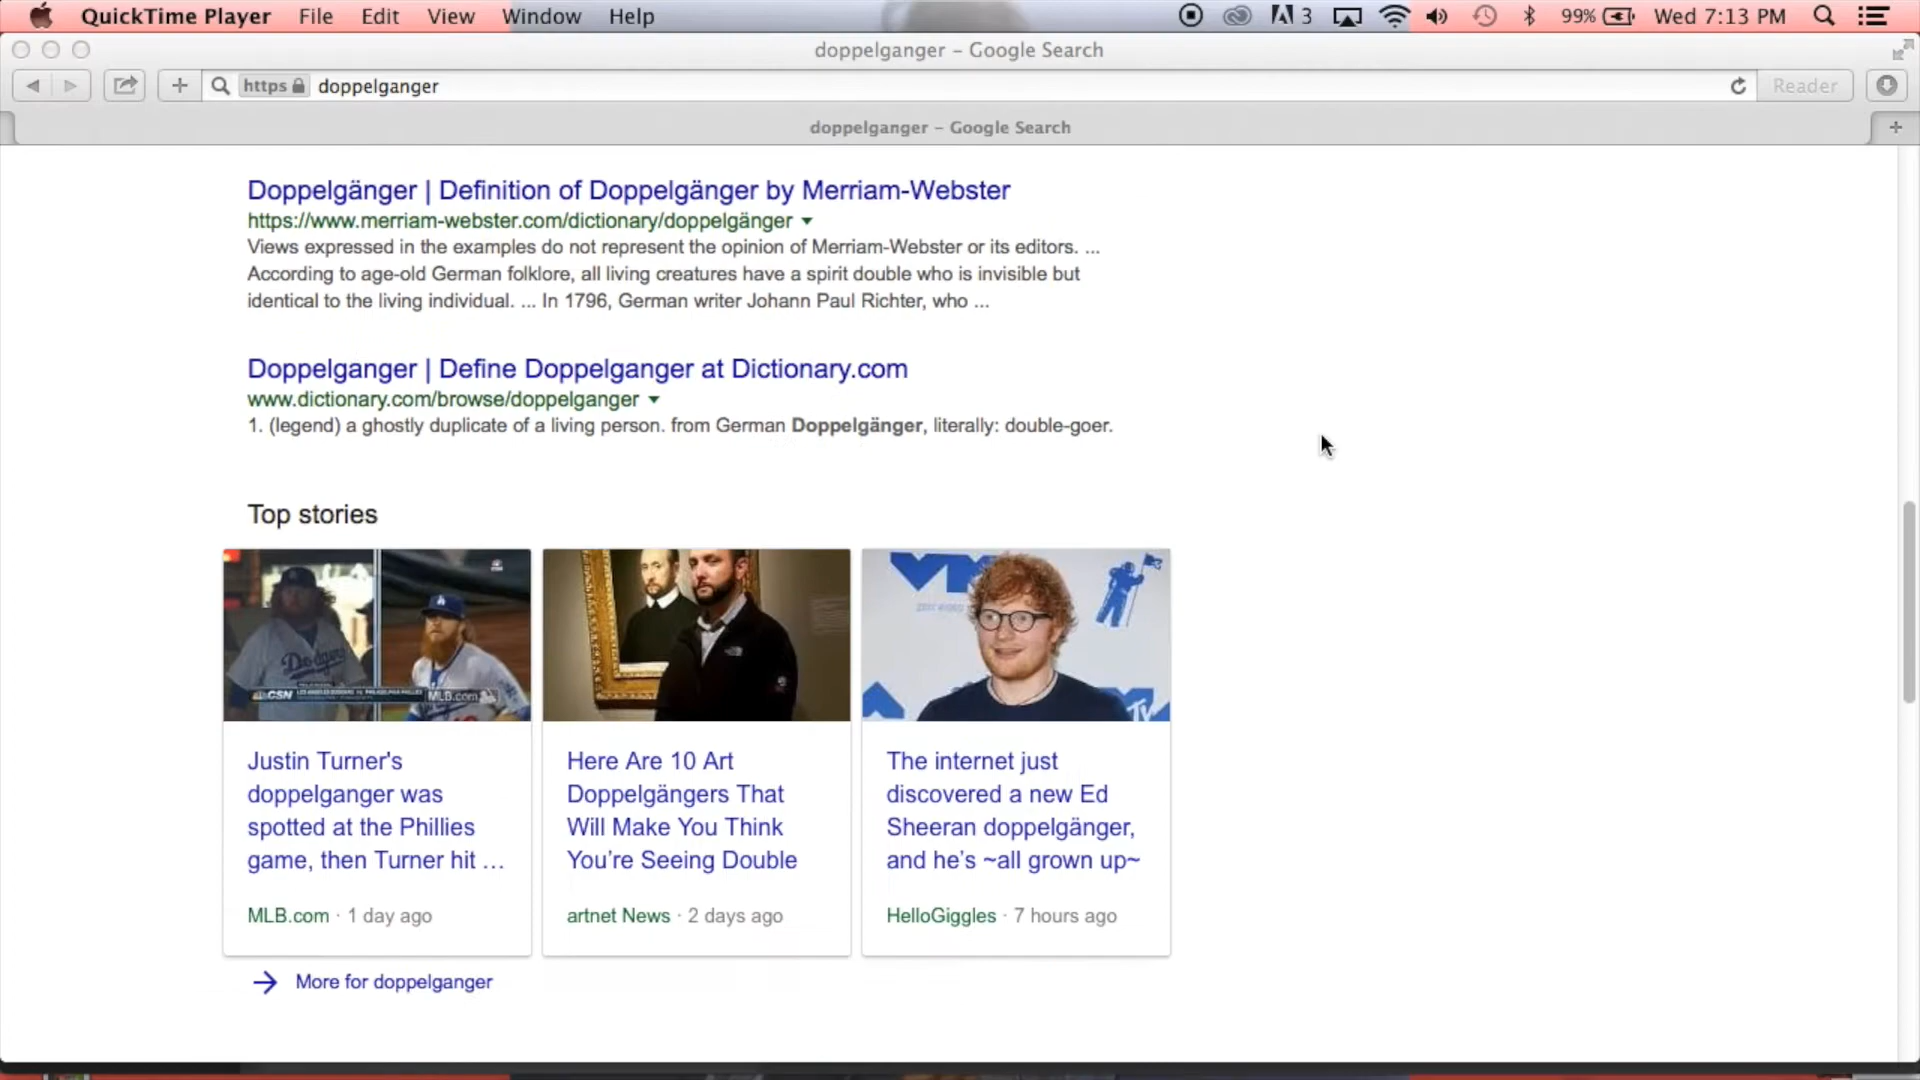 QuickTime Player File Edit View Window Help 3 99% Wed 7:13 PM
doppelganger – Google Search
https doppelganger Reader
doppelganger – Google Search
Doppelgänger | Definition of Doppelgänger by Merriam-Webster
https://www.merriam-webster.com/dictionary/doppelgänger
Views expressed in the examples do not represent the opinion of Merriam-Webster or its editors. ...
According to age-old German folklore, all living creatures have a spirit double who is invisible but
identical to the living individual. ... In 1796, German writer Johann Paul Richter, who ...
Doppelganger | Define Doppelganger at Dictionary.com
www.dictionary.com/browse/doppelganger
1. (legend) a ghostly duplicate of a living person. from German Doppelgänger, literally: double-goer.
Top stories
Dodgers
CSN
MLB.com
VM
TV
Justin Turner's
doppelganger was
spotted at the Phillies
game, then Turner hit ...
MLB.com · 1 day ago
Here Are 10 Art
Doppelgängers That
Will Make You Think
You're Seeing Double
artnet News · 2 days ago
The internet just
discovered a new Ed
Sheeran doppelgänger,
and he's ~all grown up~
HelloGiggles · 7 hours ago
More for doppelganger